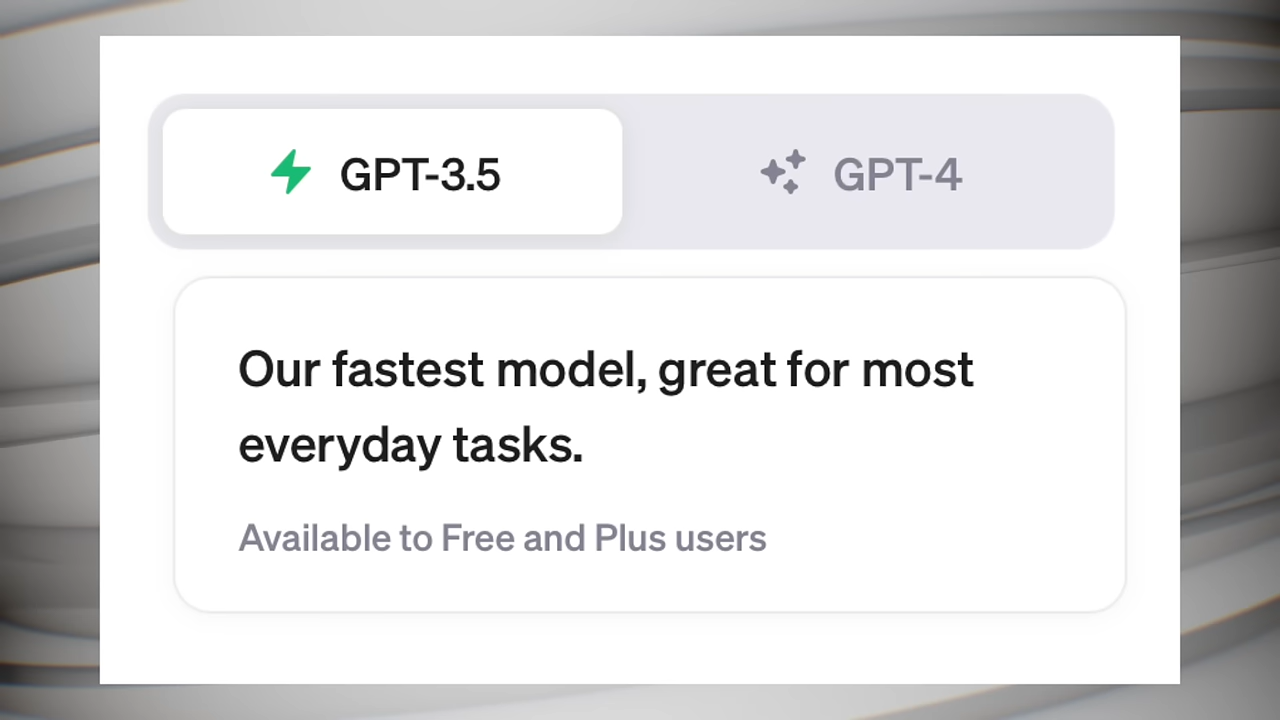 GPT-3.5
GPT-4
Our fastest model, great for most
everyday tasks.
Available to Free and Plus users